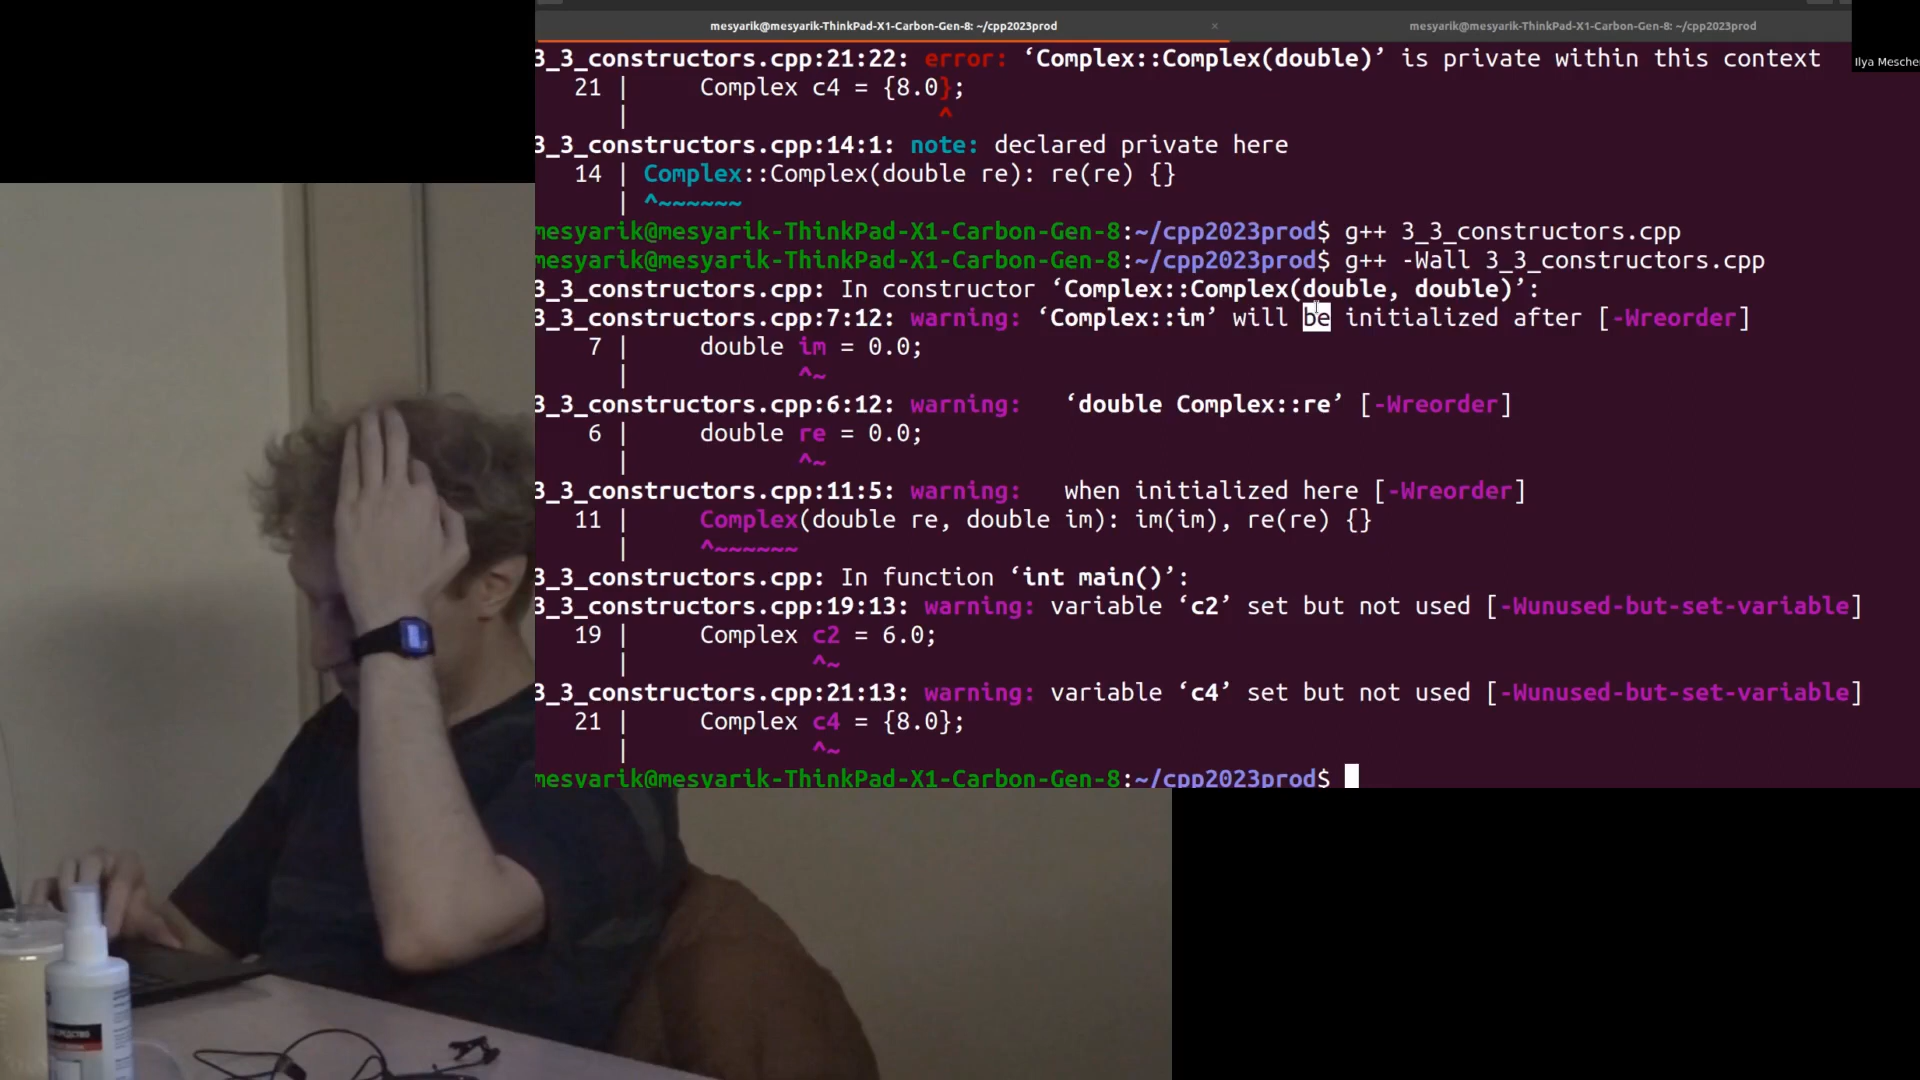 mesyarik@mesyarik-ThinkPad-X1-Carbon-Gen-8: ~/cpp2023prod × mesyarik@mesyarik-ThinkPad-X1-Carbon-Gen-8: ~/cpp2023prod
3_3_constructors.cpp:21:22: error: ‘Complex::Complex(double)’ is private within this context
Ilya Mesche
21 | Complex c4 = {8.0};
| ^
3_3_constructors.cpp:14:1: note: declared private here
14 | Complex::Complex(double re): re(re) {}
| ^~~~~~~
mesyarik@mesyarik-ThinkPad-X1-Carbon-Gen-8:~/cpp2023prod$ g++ 3_3_constructors.cpp
mesyarik@mesyarik-ThinkPad-X1-Carbon-Gen-8:~/cpp2023prod$ g++ -Wall 3_3_constructors.cpp
3_3_constructors.cpp: In constructor ‘Complex::Complex(double, double)’:
3_3_constructors.cpp:7:12: warning: ‘Complex::im’ will be initialized after [-Wreorder]
7 | double im = 0.0;
| ^~
3_3_constructors.cpp:6:12: warning: ‘double Complex::re’ [-Wreorder]
6 | double re = 0.0;
| ^~
3_3_constructors.cpp:11:5: warning: when initialized here [-Wreorder]
11 | Complex(double re, double im): im(im), re(re) {}
| ^~~~~~~
3_3_constructors.cpp: In function ‘int main()’:
3_3_constructors.cpp:19:13: warning: variable ‘c2’ set but not used [-Wunused-but-set-variable]
19 | Complex c2 = 6.0;
| ^~
3_3_constructors.cpp:21:13: warning: variable ‘c4’ set but not used [-Wunused-but-set-variable]
21 | Complex c4 = {8.0};
| ^~
mesyarik@mesyarik-ThinkPad-X1-Carbon-Gen-8:~/cpp2023prod$